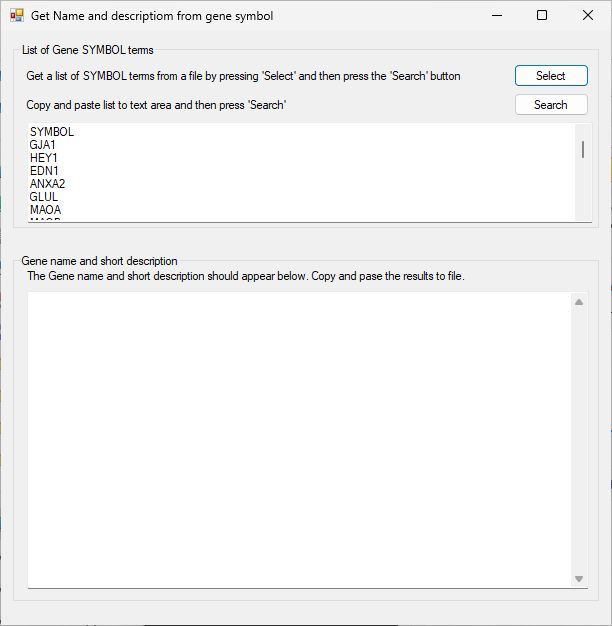 Get Name and descriptiom from gene symbol
List of Gene SYMBOL terms
Get a list of SYMBOL terms from a file by pressing 'Select' and then press the 'Search' button
Select
Copy and paste list to text area and then press 'Search'
Search
SYMBOL
GJA1
HEY1
EDN1
ANXA2
GLUL
MAOA
Gene name and short description
The Gene name and short description should appear below. Copy and pase the results to file.